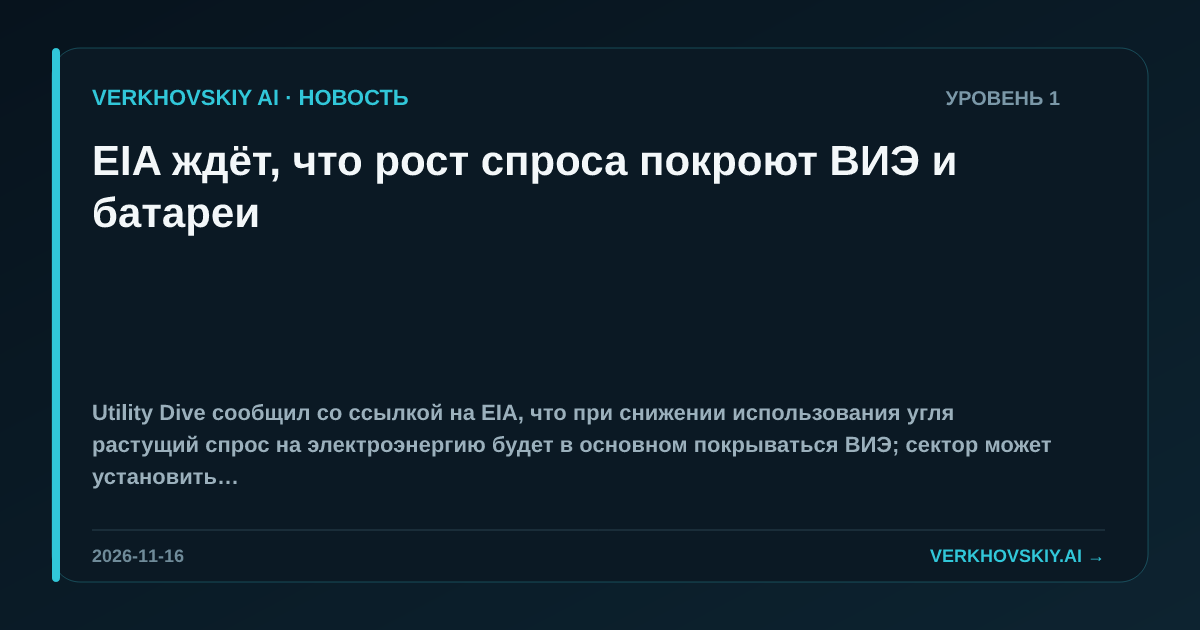 VERKHOVSKIY AI · НОВОСТЬ
УРОВЕНЬ 1
EIA ждёт, что рост спроса покроют ВИЭ и
батареи
Utility Dive сообщил со ссылкой на EIA, что при снижении использования угля
растущий спрос на электроэнергию будет в основном покрываться ВИЭ; сектор может
установить…
2026-11-16
VERKHOVSKIY.AI →